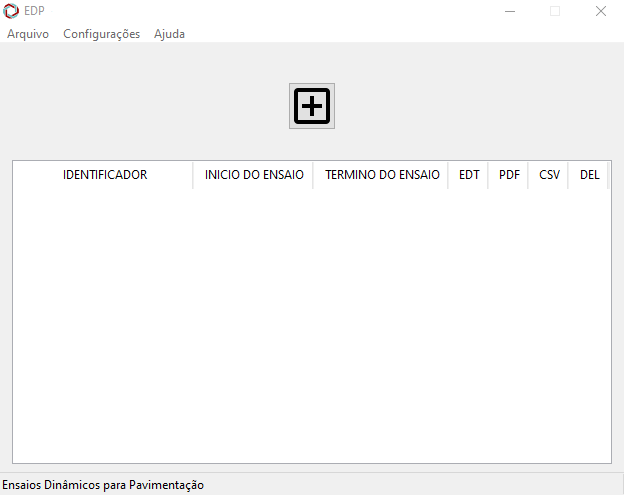 EDP
Arquivo Configurações Ajuda
IDENTIFICADOR INICIO DO ENSAIO TERMINO DO ENSAIO EDT PDF CSV DEL
Ensaios Dinâmicos para Pavimentação